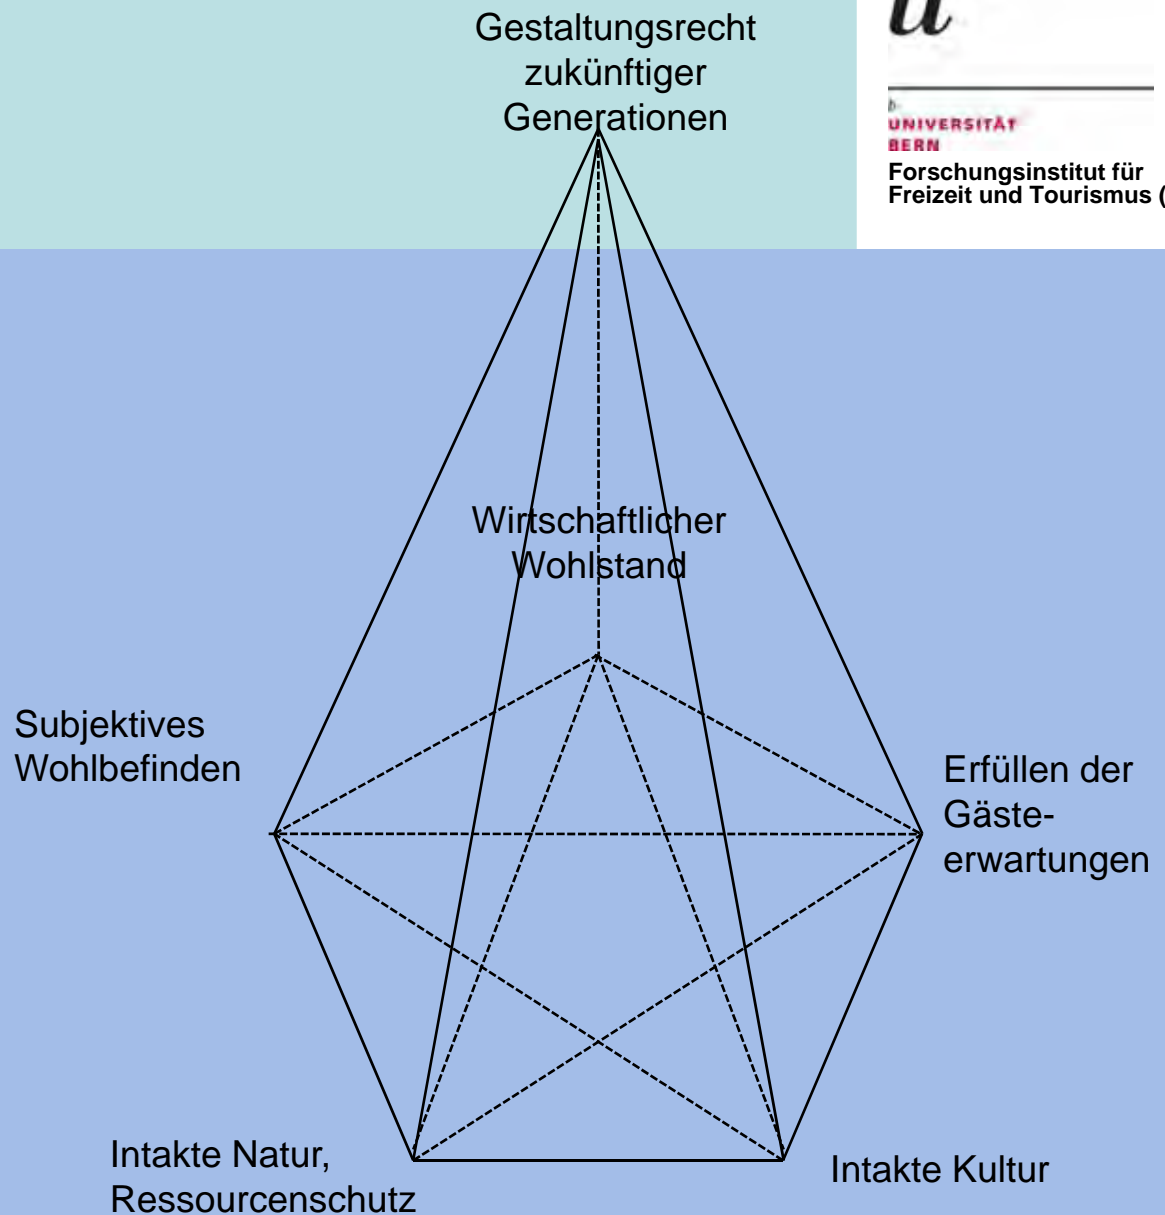 Gestaltungsrecht
zukünftiger
Generationen
u
b
UNIVERSITÄT
BERN
Forschungsinstitut für
Freizeit und Tourismus (
Wirtschaftlicher
Wohlstand
Subjektives
Wohlbefinden
Erfüllen der
Gäste-
erwartungen
Intakte Natur,
Ressourcenschutz
Intakte Kultur